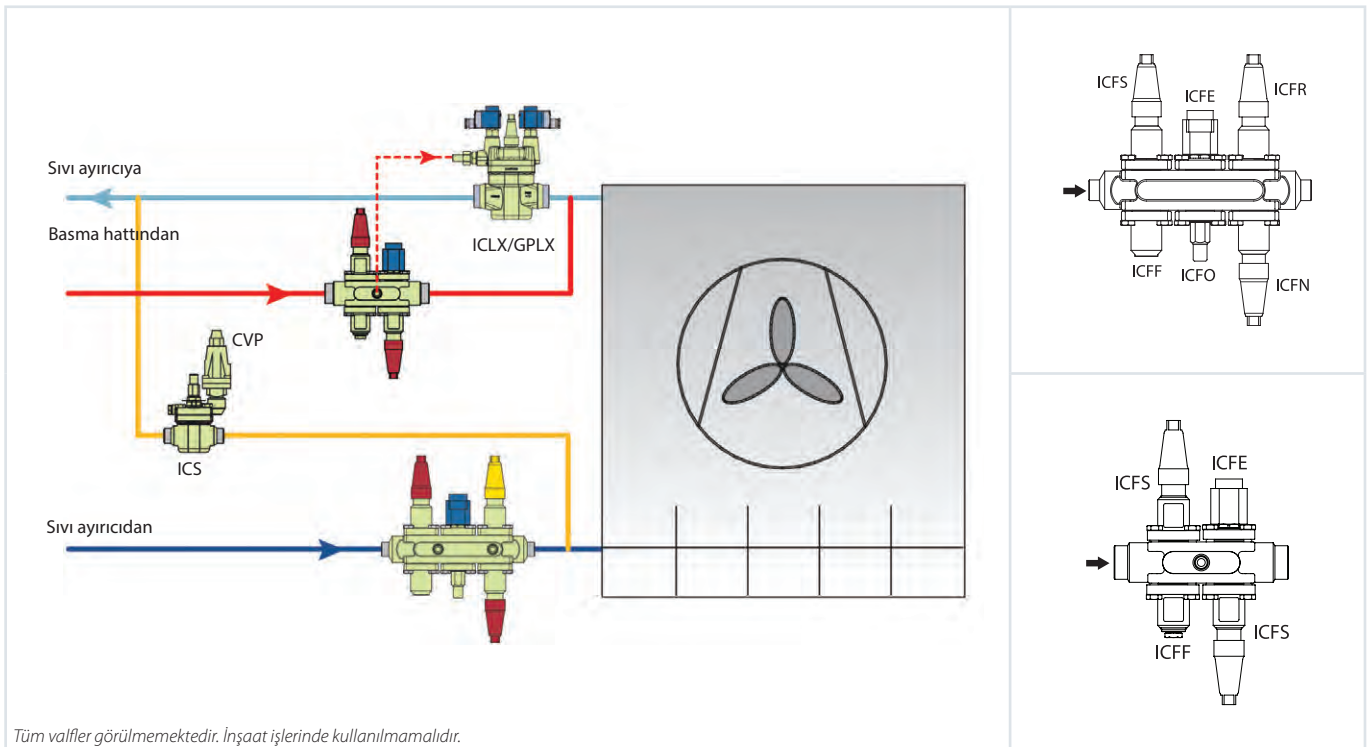 Sıvı ayırıcıya
Basma hattından
ICLX/GPLX
CVP
ICS
Sıvı ayırıcıdan
Tüm valfler görülmemektedir. İnşaat işlerinde kullanılmamalıdır.
ICFS
ICFE
ICFR
ICFF
ICFO
ICFN
ICFS
ICFE
ICFF
ICFS